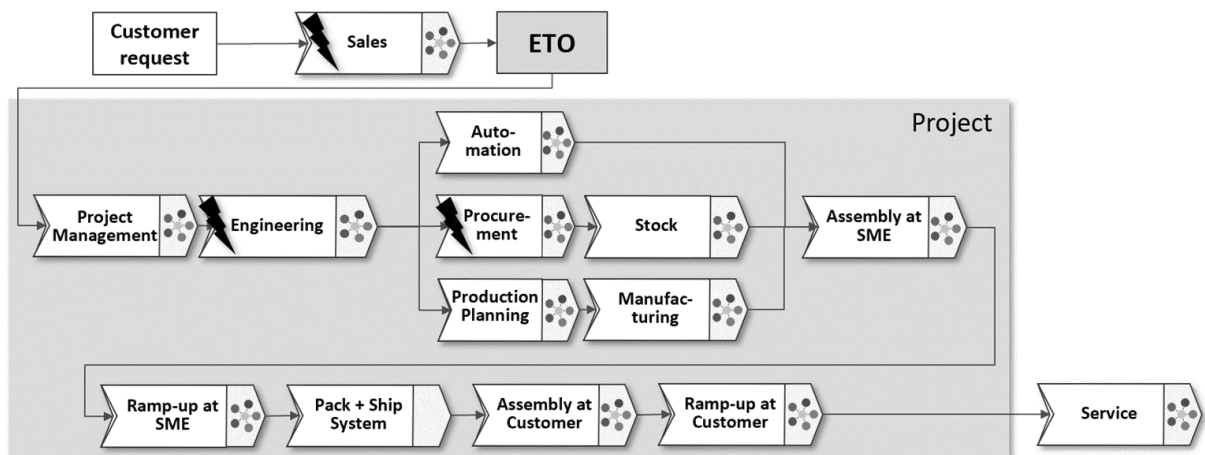 Customer
request
Sales
ETO
Project
Auto-
mation
Project
Management
Engineering
Procure-
ment
Stock
Assembly at
SME
Production
Planning
Manufac-
turing
Ramp-up at
SME
Pack + Ship
System
Assembly at
Customer
Ramp-up at
Customer
Service